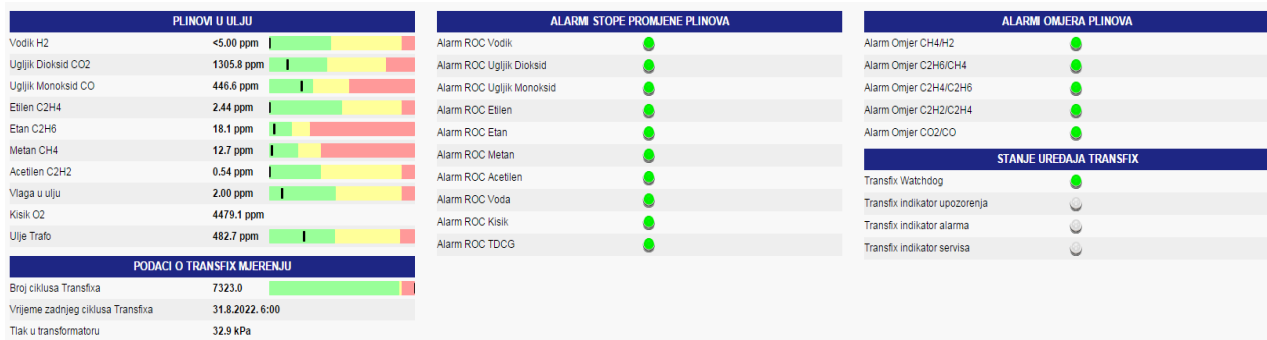 PLINOVI U ULJU
Vodik H2 <5.00 ppm
Ugljik Dioksid CO2 1305.8 ppm
Ugljik Monoksid CO 446.6 ppm
Etilen C2H4 2.44 ppm
Etan C2H6 18.1 ppm
Metan CH4 12.7 ppm
Acetilen C2H2 0.54 ppm
Vlaga u ulju 2.00 ppm
Kisik O2 4479.1 ppm
Ulje Trafo 482.7 ppm
PODACI O TRANSFIX MJERENJU
Broj ciklusa Transfixa 7323.0
Vrijeme zadnjeg ciklusa Transfixa 31.8.2022. 6:00
Tlak u transformatoru 32.9 kPa
ALARMI STOPE PROMJENE PLINOVA
Alarm ROC Vodik
Alarm ROC Ugljik Dioksid
Alarm ROC Ugljik Monoksid
Alarm ROC Etilen
Alarm ROC Etan
Alarm ROC Metan
Alarm ROC Acetilen
Alarm ROC Voda
Alarm ROC Kisik
Alarm ROC TDCG
ALARMI OMJERA PLINOVA
Alarm Omjer CH4/H2
Alarm Omjer C2H6/CH4
Alarm Omjer C2H4/C2H6
Alarm Omjer C2H2/C2H4
Alarm Omjer CO2/CO
STANJE UREĐAJA TRANSFIX
Transfix Watchdog
Transfix indikator upozorenja
Transfix indikator alarma
Transfix indikator servisa